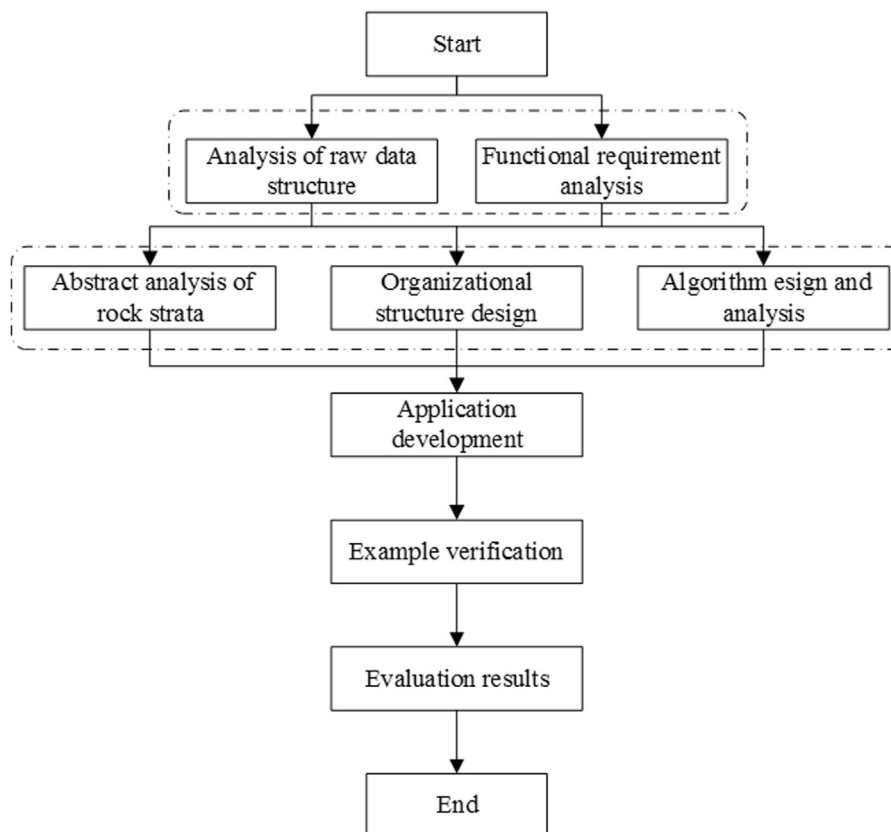 Start
Analysis of raw data
structure
Functional requirement
analysis
Abstract analysis of
rock strata
Organizational
structure design
Algorithm esign and
analysis
Application
development
Example verification
Evaluation results
End